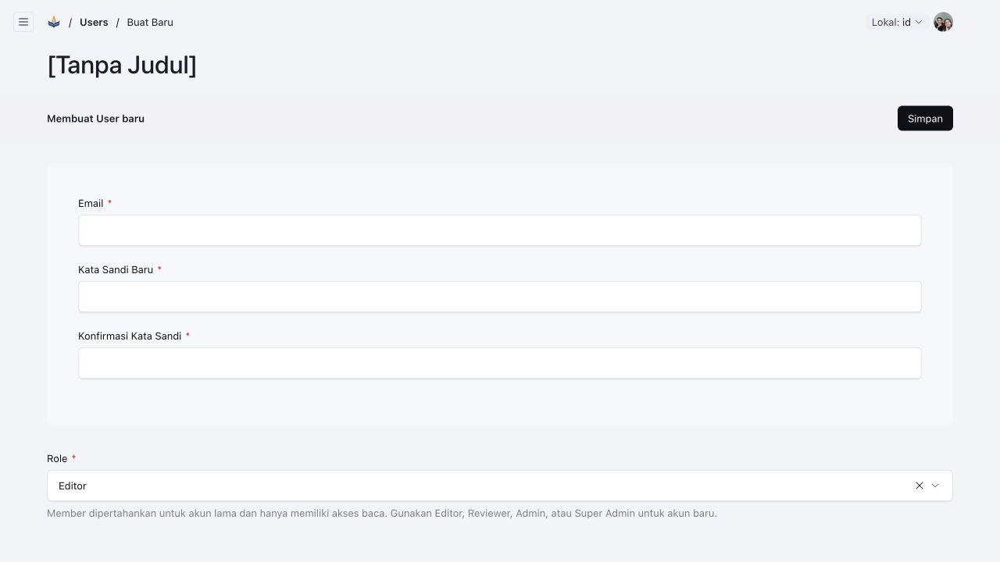 / Users / Buat Baru
Lokal: id
[Tanpa Judul]
Membuat User baru
Simpan
Email *
Kata Sandi Baru *
Konfirmasi Kata Sandi *
Role *
Editor
Member dipertahankan untuk akun lama dan hanya memiliki akses baca. Gunakan Editor, Reviewer, Admin, atau Super Admin untuk akun baru.